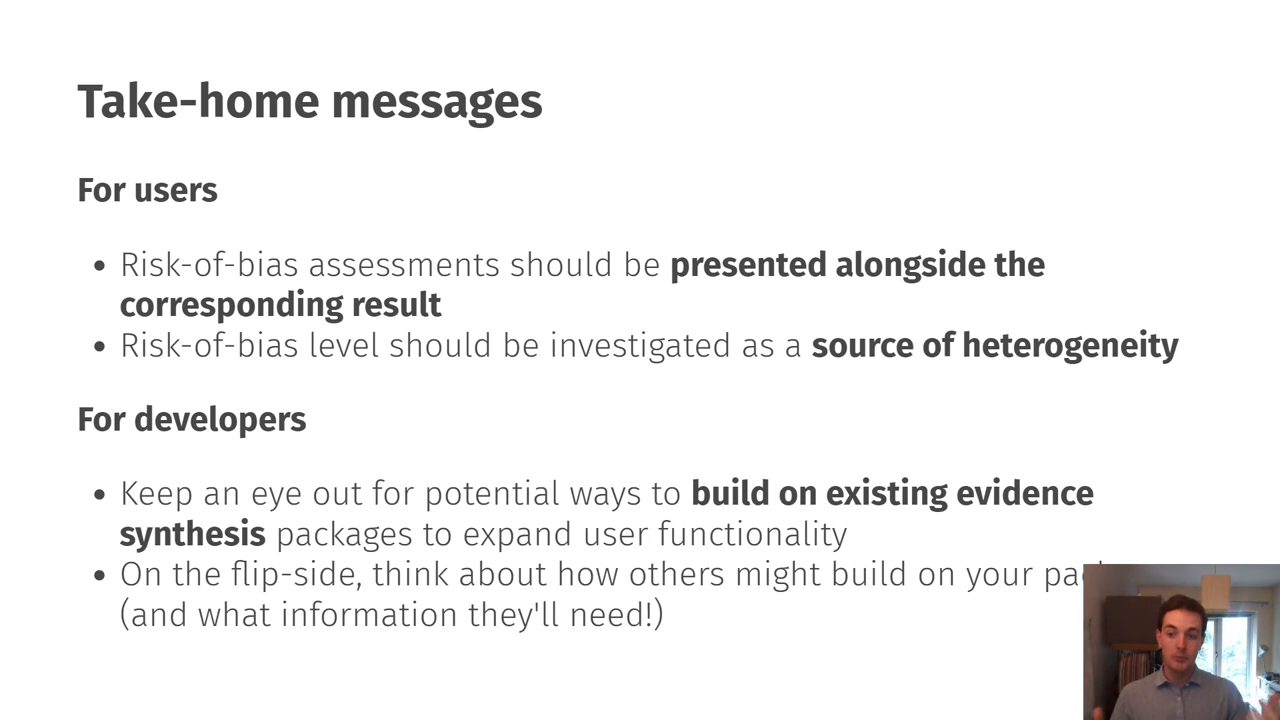 Take-home messages
For users
• Risk-of-bias assessments should be presented alongside the
corresponding result
• Risk-of-bias level should be investigated as a source of heterogeneity
For developers
• Keep an eye out for potential ways to build on existing evidence
synthesis packages to expand user functionality
• On the flip-side, think about how others might build on your
(and what information they'll need!)